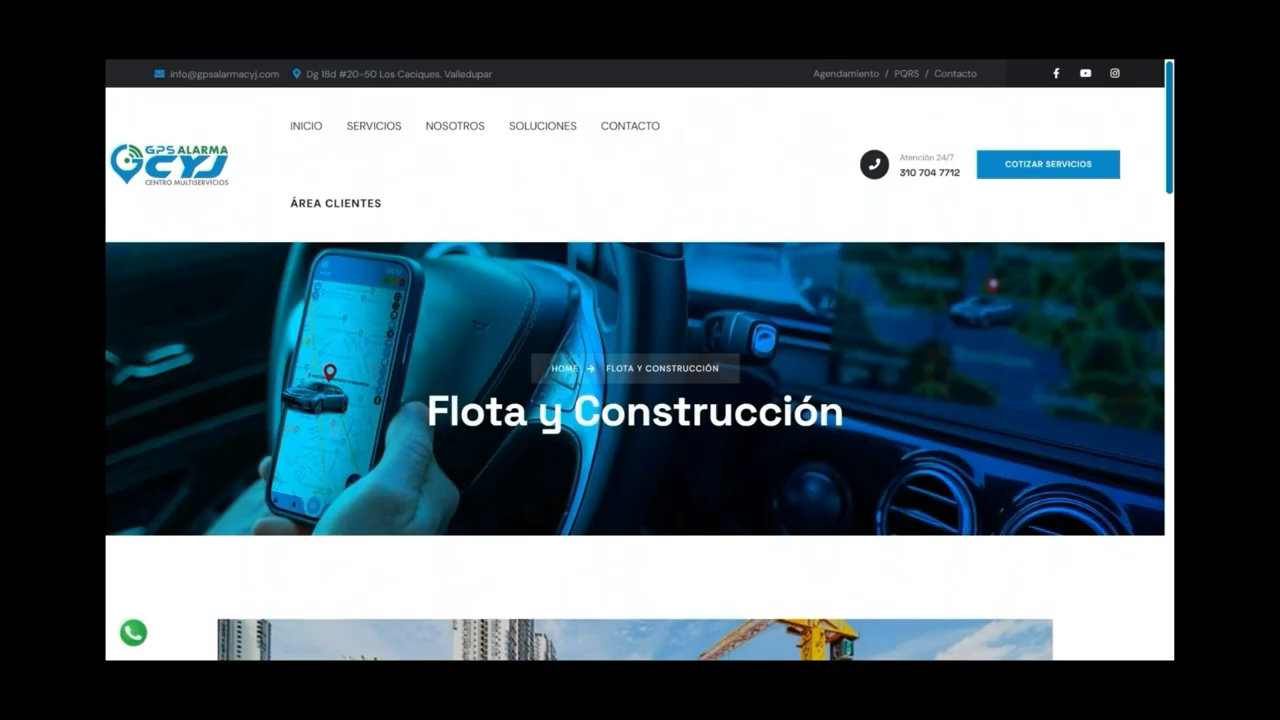 info@gpsalarmacyj.com Dg 18d #20-50 Los Caciques. Valledupar Agendamiento / PQRS / Contacto
INICIO SERVICIOS NOSOTROS SOLUCIONES CONTACTO
GPS ALARMA
CYJ
CENTRO MULTISERVICIOS
Atención 24/7
310 704 7712
COTIZAR SERVICIOS
ÁREA CLIENTES
HOME FLOTA Y CONSTRUCCIÓN
Flota y Construcción